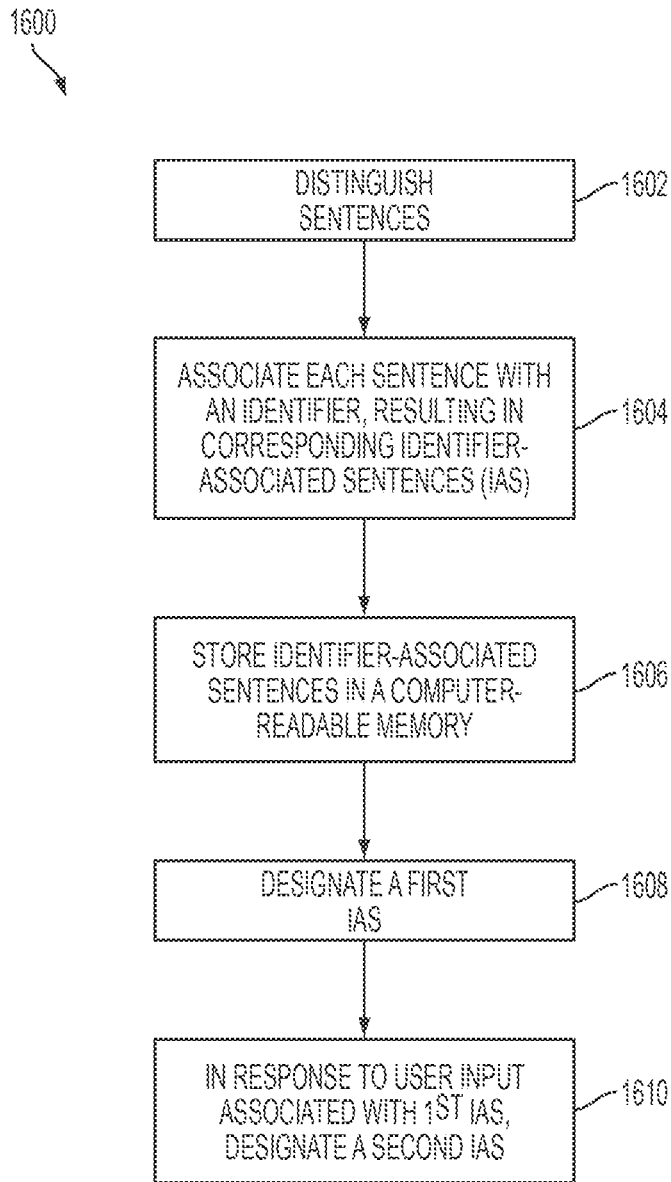 1600
DISTINGUISH
SENTENCES
1602
ASSOCIATE EACH SENTENCE WITH
AN IDENTIFIER, RESULTING IN
CORRESPONDING IDENTIFIER-
ASSOCIATED SENTENCES (IAS)
1604
STORE IDENTIFIER-ASSOCIATED
SENTENCES IN A COMPUTER-
READABLE MEMORY
1606
DESIGNATE A FIRST
IAS
1608
IN RESPONSE TO USER INPUT
ASSOCIATED WITH 1ST IAS,
DESIGNATE A SECOND IAS
1610